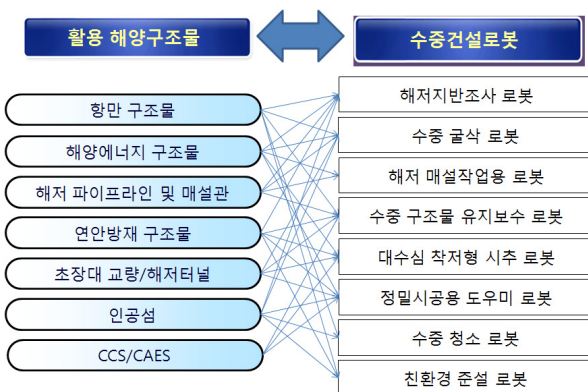 활용 해양구조물
수중건설로봇
항만 구조물
해양에너지 구조물
해저 파이프라인 및 매설관
연안방재 구조물
초장대 교량/해저터널
인공섬
CCS/CAES
해저지반조사 로봇
수중 굴삭 로봇
해저 매설작업용 로봇
수중 구조물 유지보수 로봇
대수심 착저형 시추 로봇
정밀시공용 도우미 로봇
수중 청소 로봇
친환경 준설 로봇